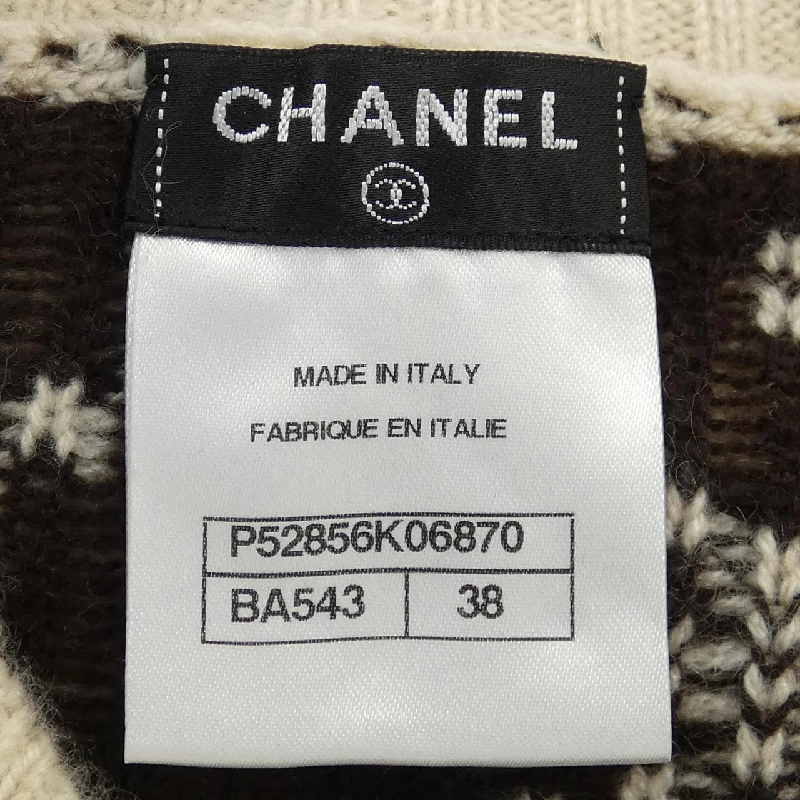 CHANEL
MADE IN ITALY
FABRIQUE EN ITALIE
P52856K06870
BA543 38